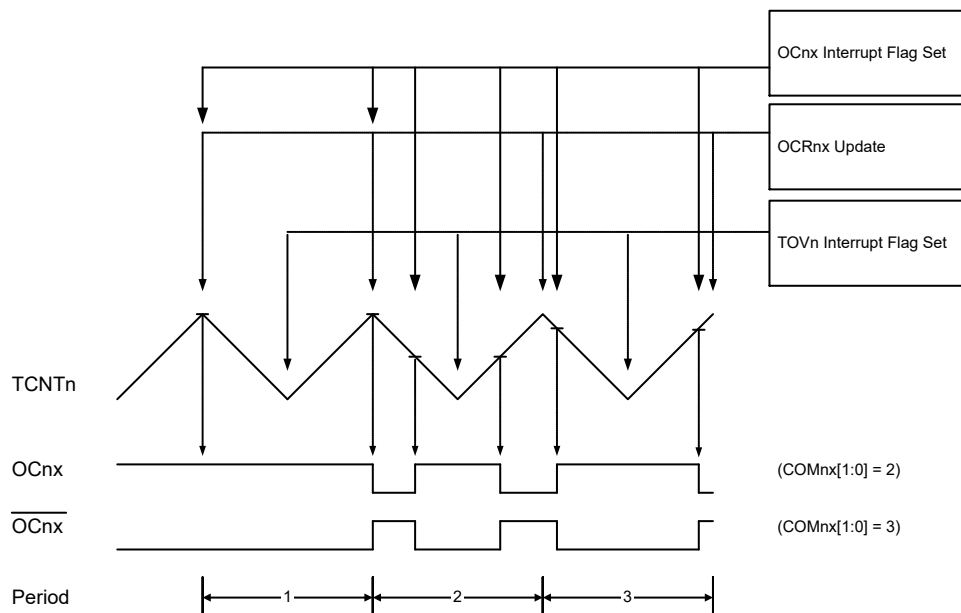 OCnx Interrupt Flag Set
OCRnx Update
TOVn Interrupt Flag Set
TCNTn
OCnx
(COMnx[1:0] = 2)
OCnx
(COMnx[1:0] = 3)
Period
1
2
3